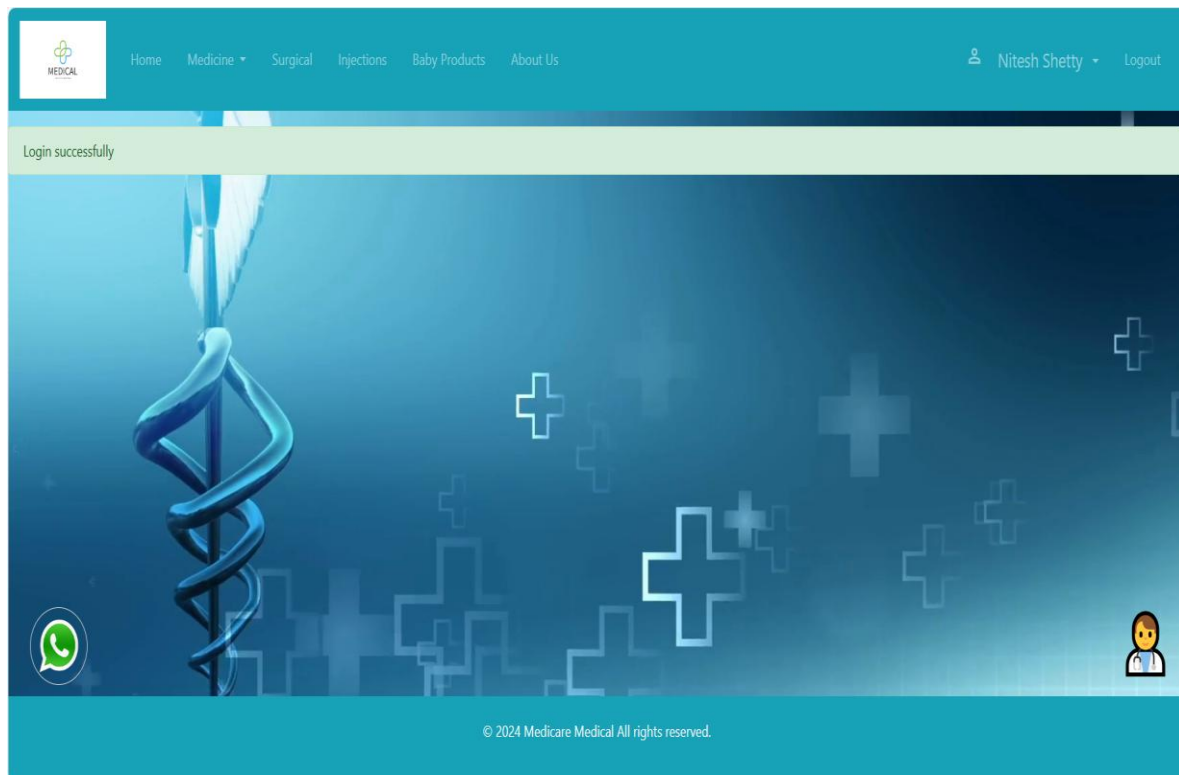 MEDICAL
Home Medicine Surgical Injections Baby Products About Us Nitesh Shetty Logout
Login successfully
© 2024 Medicare Medical All rights reserved.